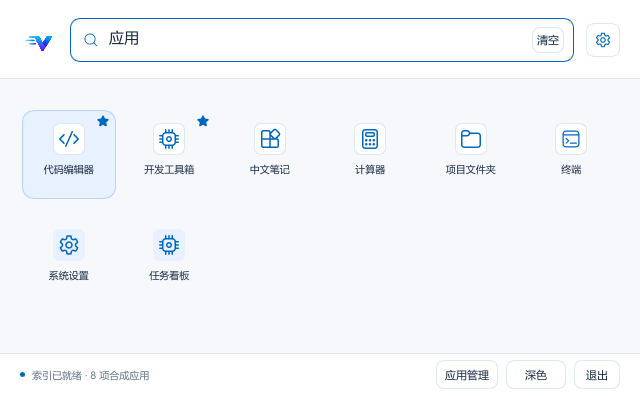 应用
清空
代码编辑器
开发工具箱
中文笔记
计算器
项目文件夹
终端
系统设置
任务看板
索引已就绪 · 8 项合成应用
应用管理
深色
退出